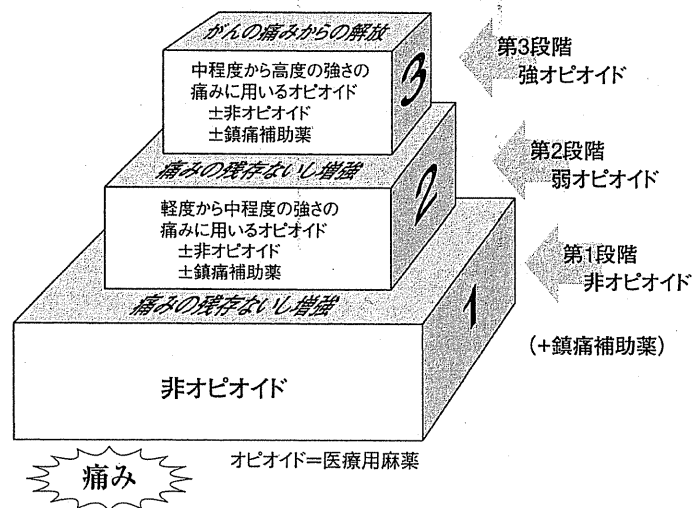 がんの痛みからの解放
中程度から高度の強さの
痛みに用いるオピオイド
±非オピオイド
±鎮痛補助薬
3
第3段階
強オピオイド
痛みの残存ないし増強
軽度から中程度の強さの
痛みに用いるオピオイド
±非オピオイド
±鎮痛補助薬
2
第2段階
弱オピオイド
痛みの残存ないし増強
非オピオイド
1
第1段階
非オピオイド
(+鎮痛補助薬)
痛み
オピオイド=医療用麻薬